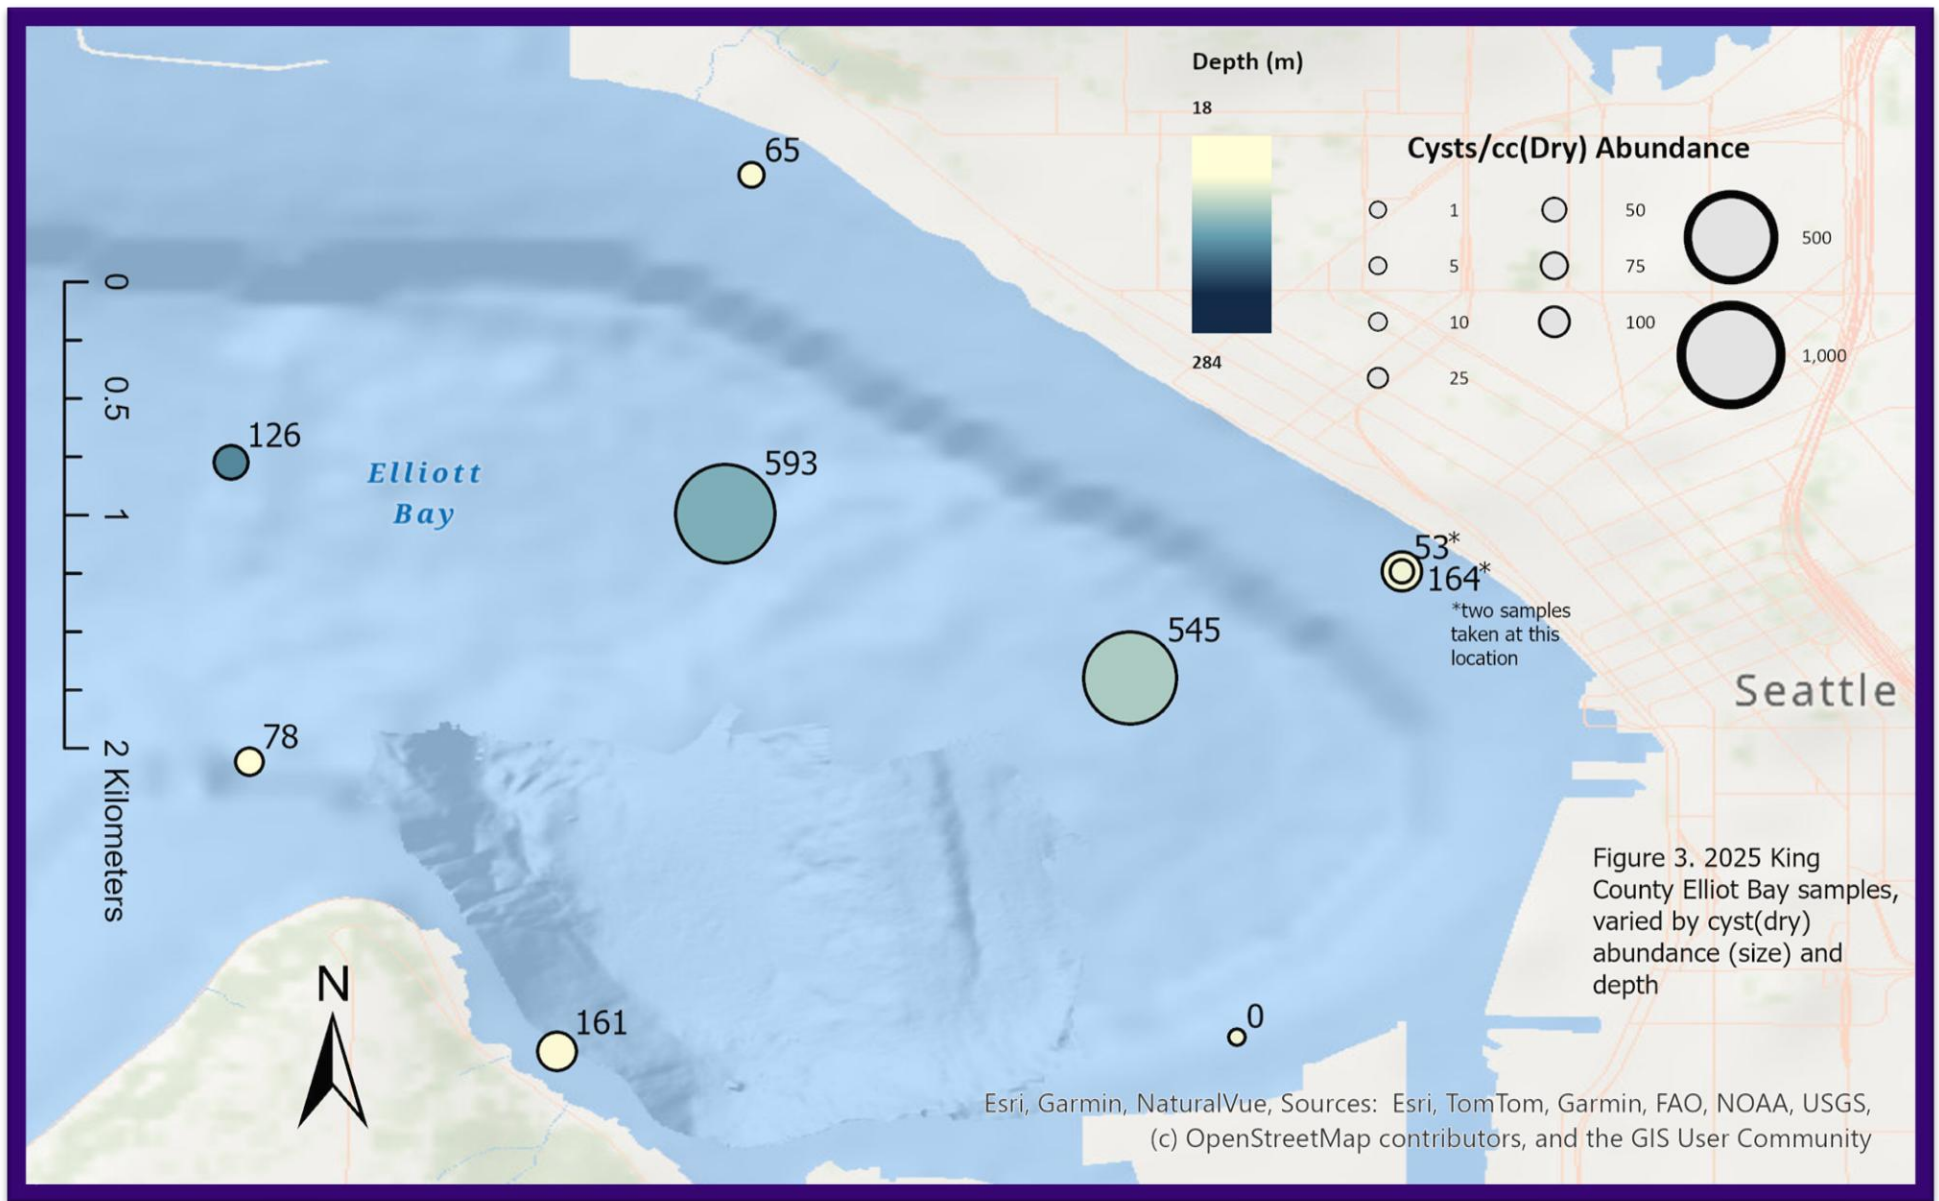 Depth (m)
18
284
Cysts/cc(Dry) Abundance
1
5
10
25
50
75
100
500
1,000
65
0
0.5
1
2 Kilometers
126
Elliott
Bay
593
53*
164*
*two samples
taken at this
location
545
Seattle
78
Figure 3. 2025 King
County Elliot Bay samples,
varied by cyst(dry)
abundance (size) and
depth
N
161
0
Esri, Garmin, NaturalVue, Sources: Esri, TomTom, Garmin, FAO, NOAA, USGS,
(c) OpenStreetMap contributors, and the GIS User Community